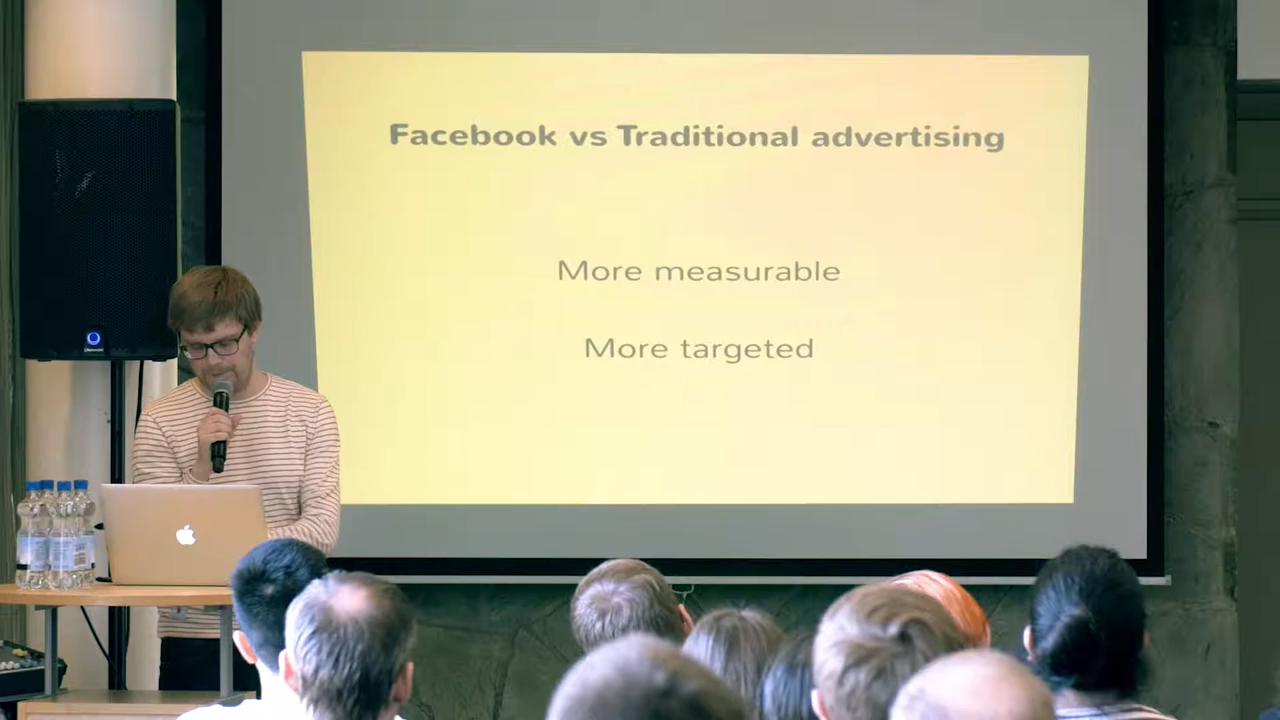 Facebook vs Traditional advertising
More measurable
More targeted